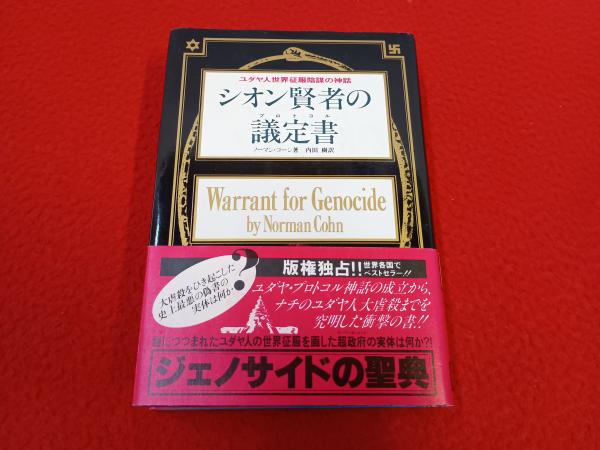 ユダヤ人世界征服陰謀の神話
シオン賢者の
プロトコル
議定書
ノーマン・コーン著 内田樹訳
Warrant for Genocide
by Norman Cohn
大虐殺をひき起こした
史上最悪の偽書の
実体は何か?
版権独占!!世界各国で
ベストセラー!!
ユダヤ・プロトコル神話の成立から、
ナチのユダヤ人大虐殺までを
究明した衝撃の書!!
謎につつまれたユダヤ人の世界征服を画した超政府の実体は何か?!
ジェノサイドの聖典